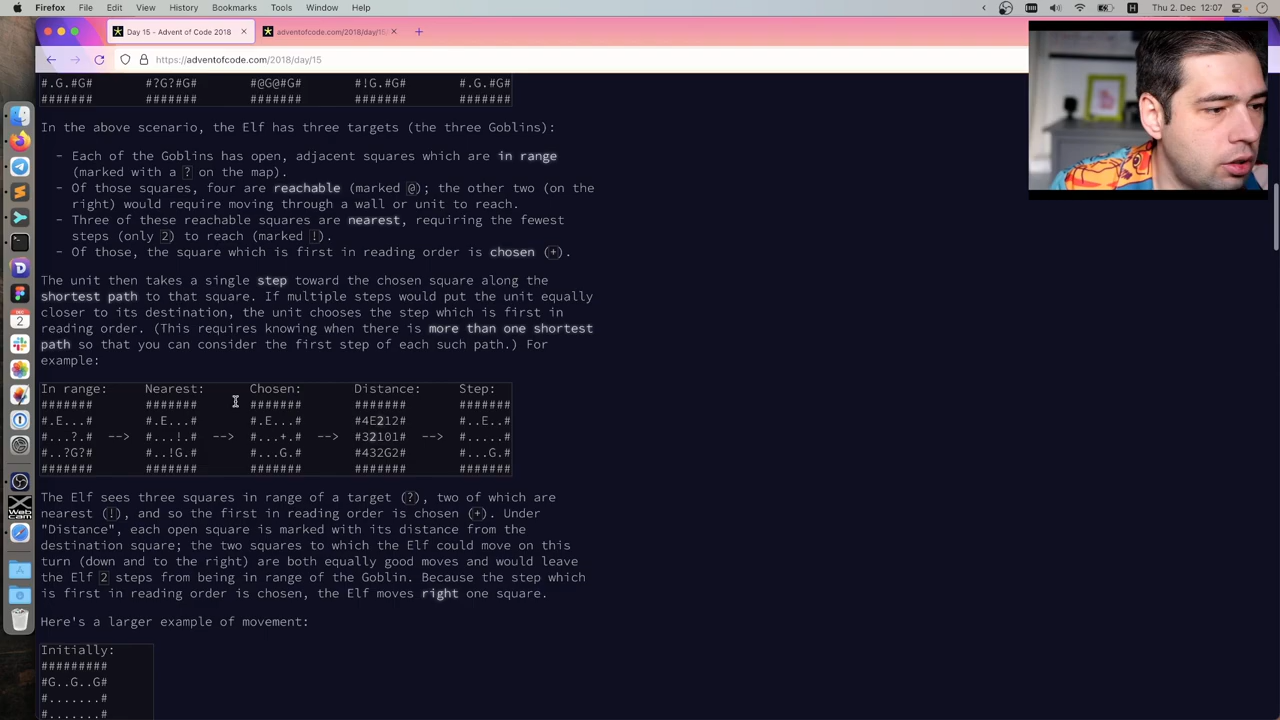 Firefox File Edit View History Bookmarks Tools Window Help
Thu 2. Dec 12:07
Day 15 - Advent of Code 2018
adventofcode.com/2018/day/15
https://adventofcode.com/2018/day/15
#.G.#G# #?G?#G# #@G@#G# #!G!#G# #.G.#G#
####### ####### ####### ####### #######
In the above scenario, the Elf has three targets (the three Goblins):
- Each of the Goblins has open, adjacent squares which are in range
(marked with a ? on the map).
- Of those squares, four are reachable (marked @); the other two (on the
right) would require moving through a wall or unit to reach.
- Three of these reachable squares are nearest, requiring the fewest
steps (only 2) to reach (marked !).
- Of those, the square which is first in reading order is chosen (+).
The unit then takes a single step toward the chosen square along the
shortest path to that square. If multiple steps would put the unit equally
closer to its destination, the unit chooses the step which is first in
reading order. (This requires knowing when there is more than one shortest
path so that you can consider the first step of each such path.) For
example:
In range: Nearest: Chosen: Distance: Step:
####### ####### ####### ####### #######
#.E...# #.E...# #.E...# #4E212# #..E..#
#...?.# --> #...!.# --> #...+.# --> #32101# --> #.....#
#..?G?# #..!G.# #...G.# #432G2# #...G.#
####### ####### ####### ####### #######
The Elf sees three squares in range of a target (?), two of which are
nearest (!), and so the first in reading order is chosen (+). Under
"Distance", each open square is marked with its distance from the
destination square; the two squares to which the Elf could move on this
turn (down and to the right) are both equally good moves and would leave
the Elf 2 steps from being in range of the Goblin. Because the step which
is first in reading order is chosen, the Elf moves right one square.
Here's a larger example of movement:
Initially:
#########
#G..G..G#
#.......#
#.......#